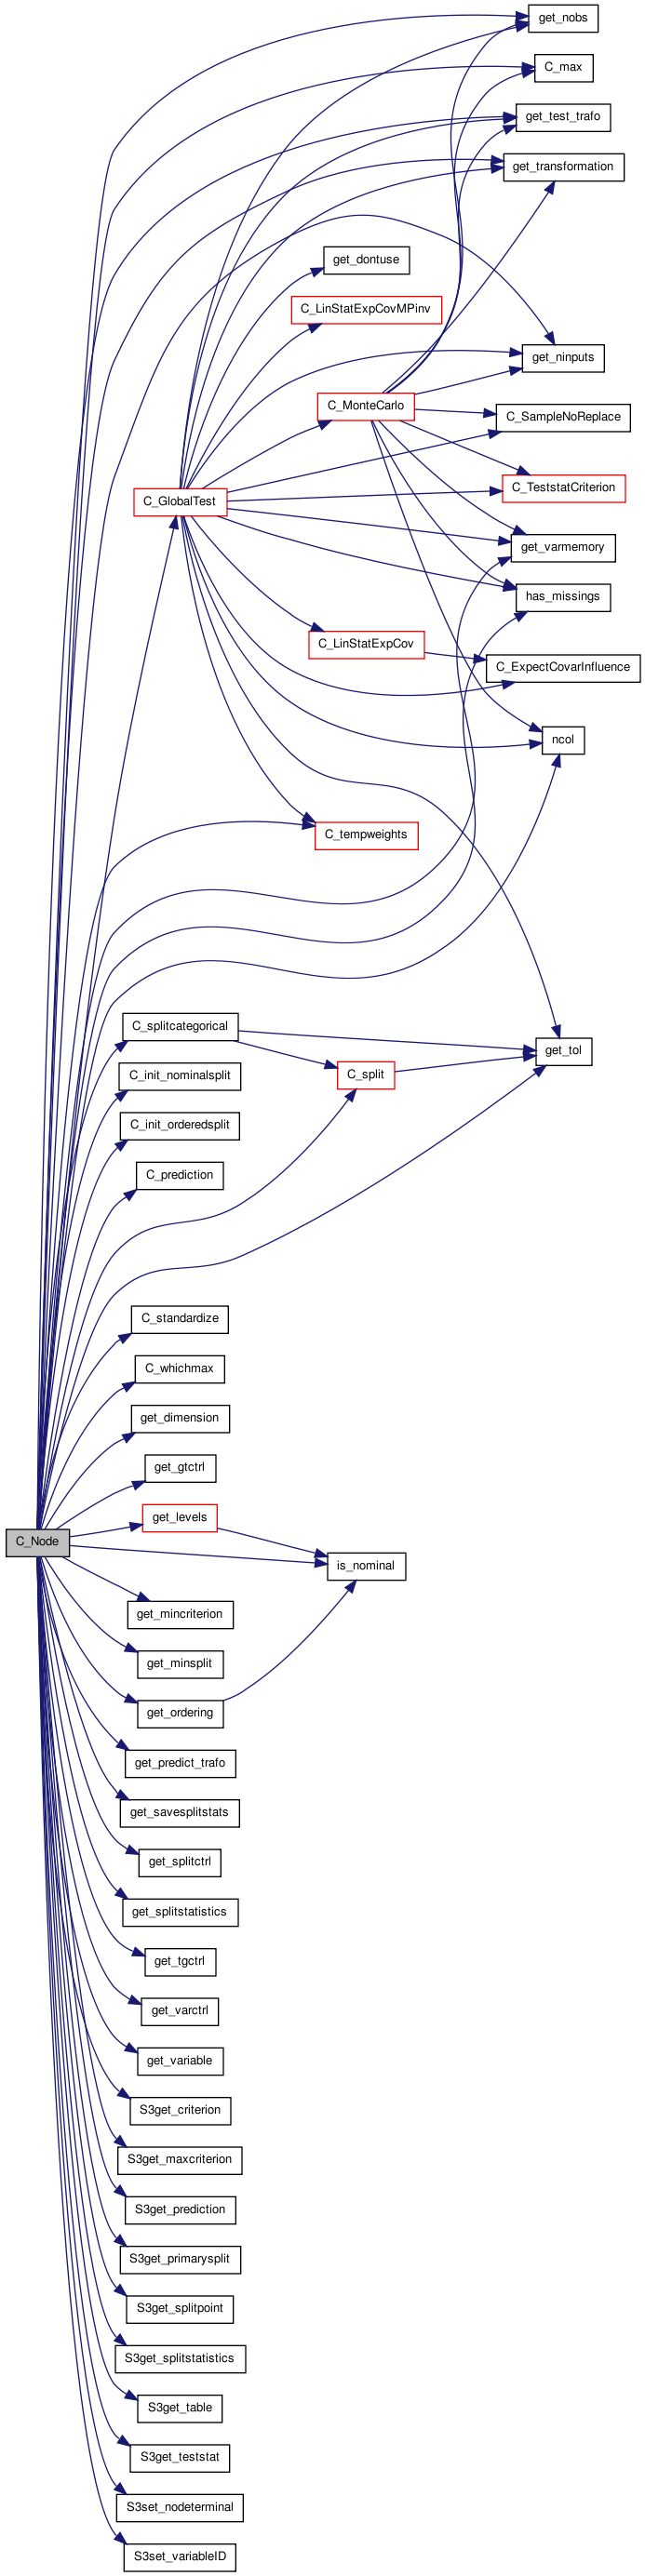 get_nobs
C_max
get_test_trafo
get_transformation
get_dontuse
C_LinStatExpCovMPinv
get_ninputs
C_MonteCarlo
C_SampleNoReplace
C_TeststatCriterion
C_GlobalTest
get_varmemory
has_missings
C_LinStatExpCov
C_ExpectCovarInfluence
ncol
C_tempweights
C_splitcategorical
get_tol
C_init_nominalsplit
C_split
C_init_orderedsplit
C_prediction
C_standardize
C_whichmax
get_dimension
get_gtctrl
get_levels
C_Node
is_nominal
get_mincriterion
get_minsplit
get_ordering
get_predict_trafo
get_savesplitstats
get_splitctrl
get_splitstatistics
get_tgctrl
get_varctrl
get_variable
S3get_criterion
S3get_maxcriterion
S3get_prediction
S3get_primarysplit
S3get_splitpoint
S3get_splitstatistics
S3get_table
S3get_teststat
S3set_nodeterminal
S3set_variableID